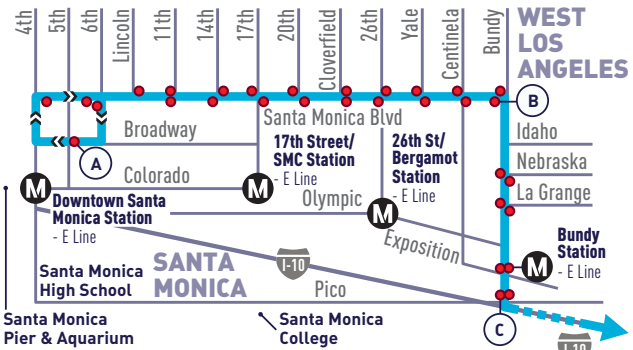 4th
5th
6th
Lincoln
11th
14th
17th
20th
Cloverfield
26th
Yale
Centinela
Bundy
WEST
LOS
ANGELES
B
Santa Monica Blvd
Broadway
Idaho
A
17th Street/
SMC Station
- E Line
26th St/
Bergamot
Station
- E Line
Nebraska
Colorado
La Grange
M
M
Olympic
M
Downtown Santa
Monica Station
- E Line
Exposition
Bundy
Station
- E Line
M
I-10
SANTA
MONICA
Santa Monica
High School
Pico
Santa Monica
Pier & Aquarium
Santa Monica
College
C
I-10